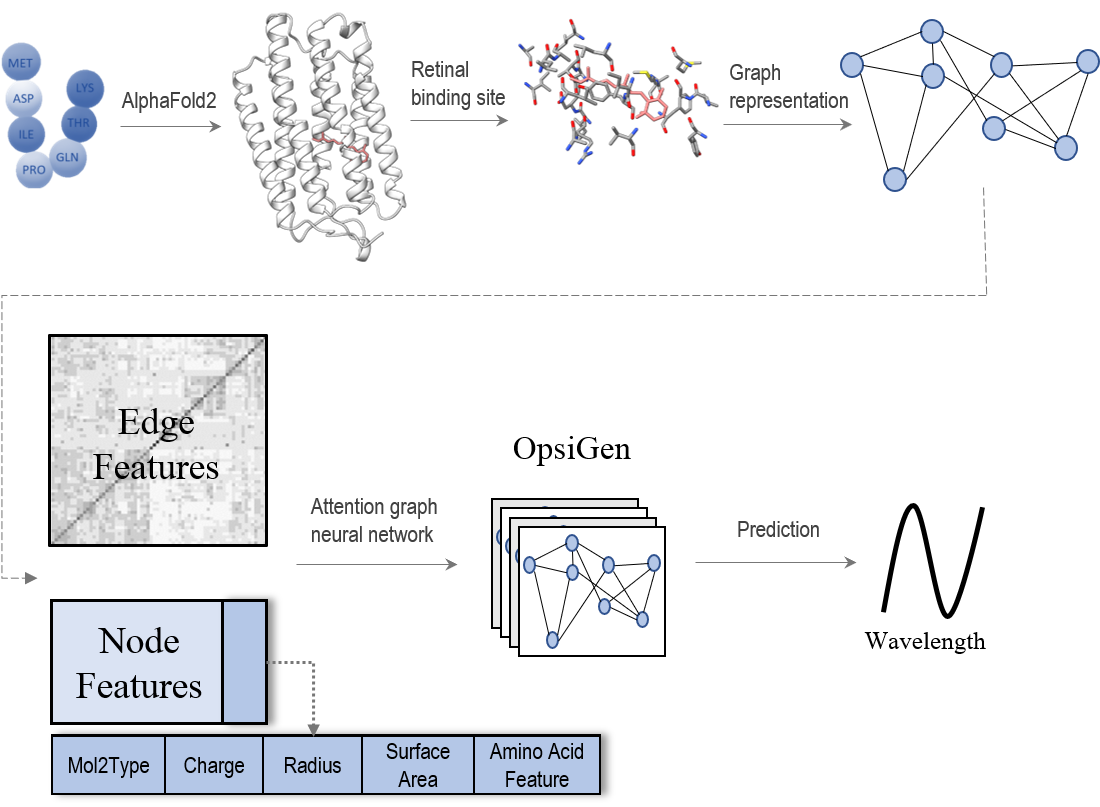 MET
ASP
ILE
PRO
GLN
THR
LYS
AlphaFold2
Retinal
binding site
Graph
representation
Edge
Features
Attention graph
neural network
OpsiGen
Prediction
Wavelength
Node
Features
Mol2Type
Charge
Radius
Surface
Area
Amino Acid
Feature